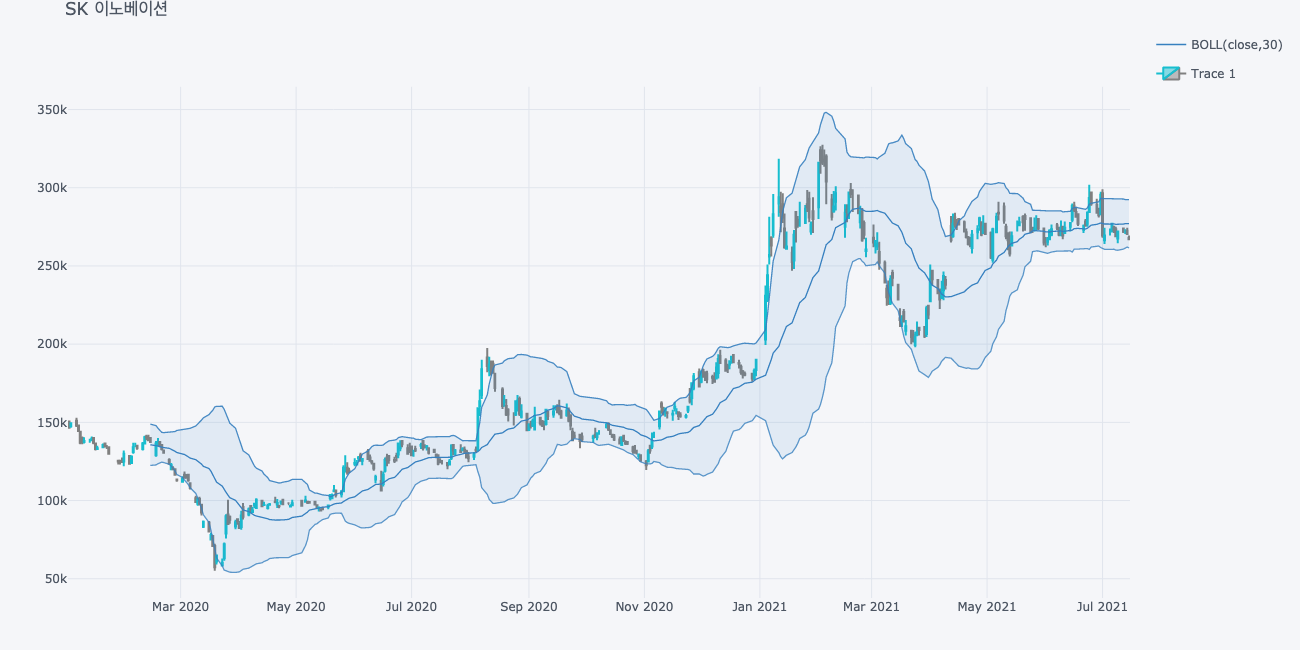 SK 이노베이션
BOLL(close,30)
Trace 1
350k
300k
250k
200k
150k
100k
50k
Mar 2020
May 2020
Jul 2020
Sep 2020
Nov 2020
Jan 2021
Mar 2021
May 2021
Jul 2021